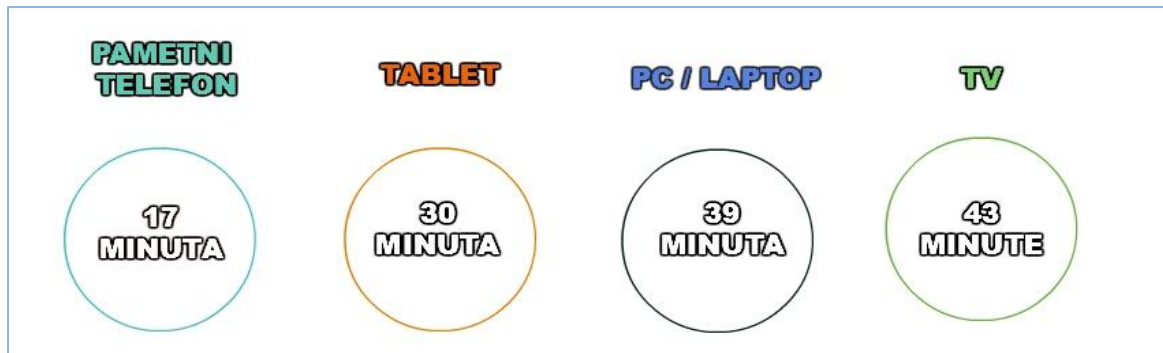 PAMETNI
TELEFON
TABLET
PC / LAPTOP
TV
17
MINUTA
30
MINUTA
39
MINUTA
43
MINUTE